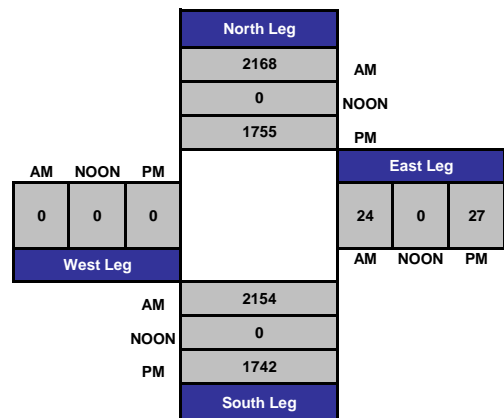 North Leg
2168 AM
0 NOON
1755 PM
AM NOON PM
East Leg
0 0 0
24 0 27
West Leg
AM NOON PM
AM 2154
NOON 0
PM 1742
South Leg